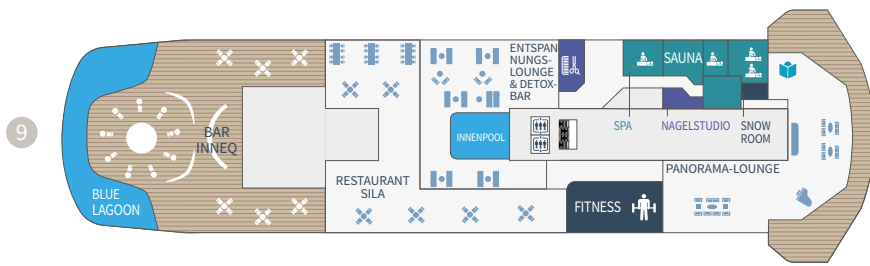 9
BLUE
LAGOON
BAR
INNEQ
RESTAURANT
SILA
ENTSPAN-
NUNGS-
LOUNGE
& DETOX-
BAR
INNENPOOL
SAUNA
SPA
NAGELSTUDIO
SNOW
ROOM
PANORAMA-LOUNGE
FITNESS